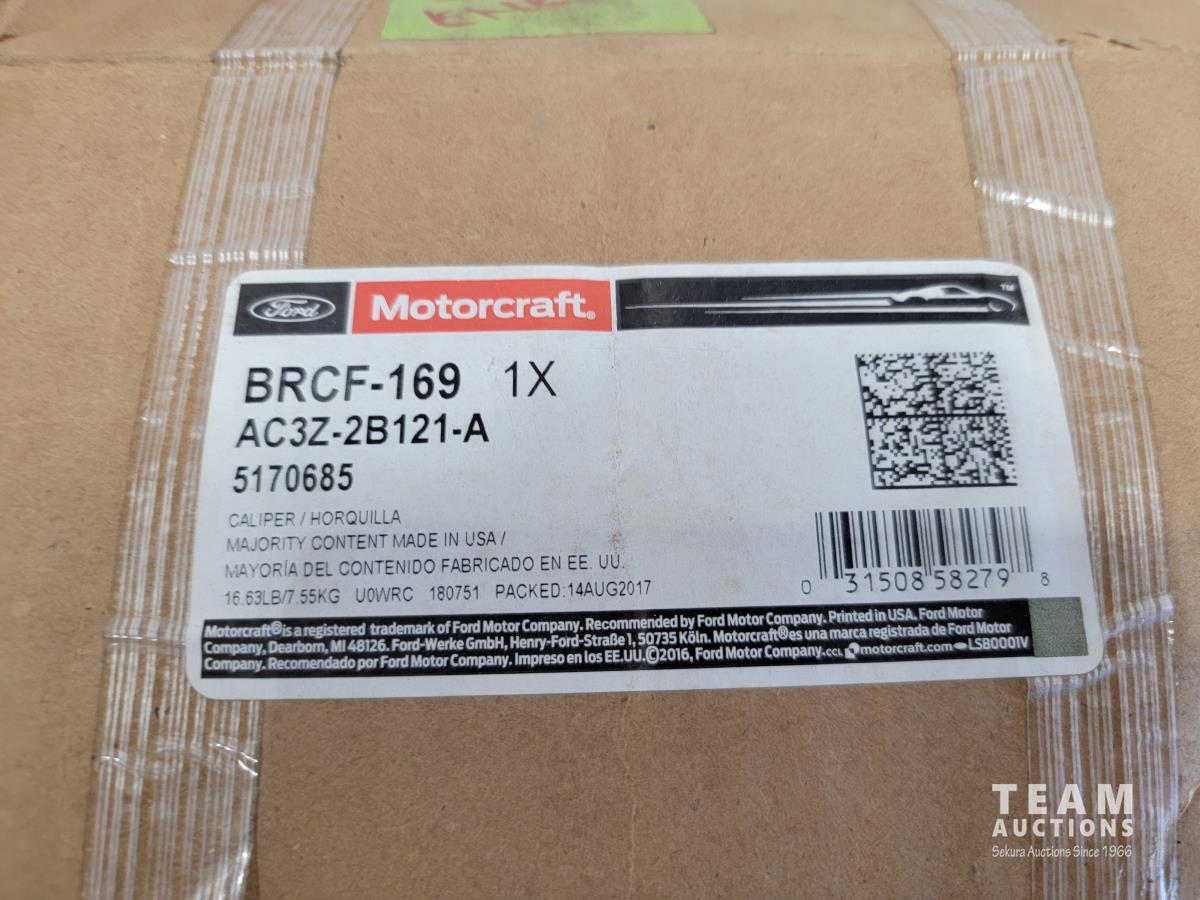 Ford Motorcraft® ™
BRCF-169 1X
AC3Z-2B121-A
5170685
CALIPER / HORQUILLA
MAJORITY CONTENT MADE IN USA /
MAYORÍA DEL CONTENIDO FABRICADO EN EE. UU.
16.63LB/7.55KG U0WRC 180751 PACKED:14AUG2017
0 31508 58279 8
Motorcraft® is a registered trademark of Ford Motor Company. Recommended by Ford Motor Company. Printed in USA. Ford Motor
Company, Dearborn, MI 48126. Ford-Werke GmbH, Henry-Ford-Straße 1, 50735 Köln. Motorcraft® es una marca registrada de Ford Motor
Company. Recomendado por Ford Motor Company. Impreso en los EE.UU. ©2016, Ford Motor Company. CCL motorcraft.com LSB0001V
TEAM
AUCTIONS
Sekura Auctions Since 1966